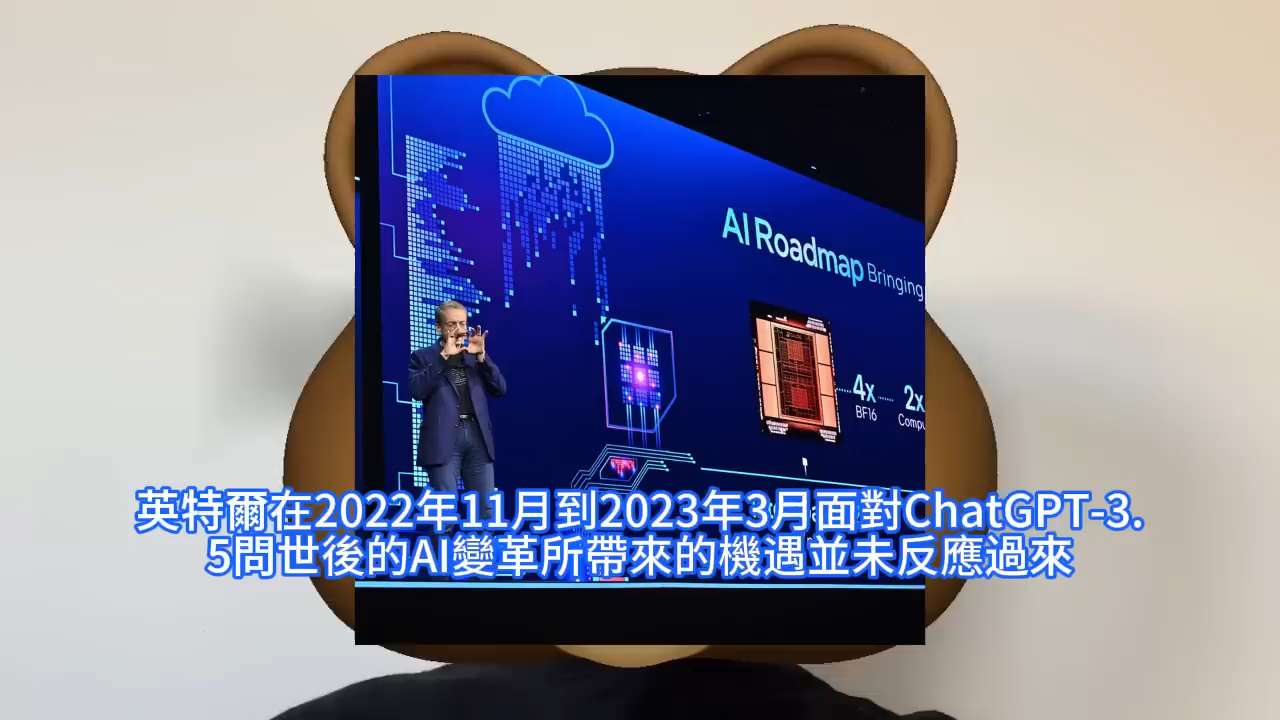 AI Roadmap Bringing
4x
BF16
2x
英特爾在2022年11月到2023年3月面對ChatGPT-3.
5問世後的AI變革所帶來的機遇並未反應過來